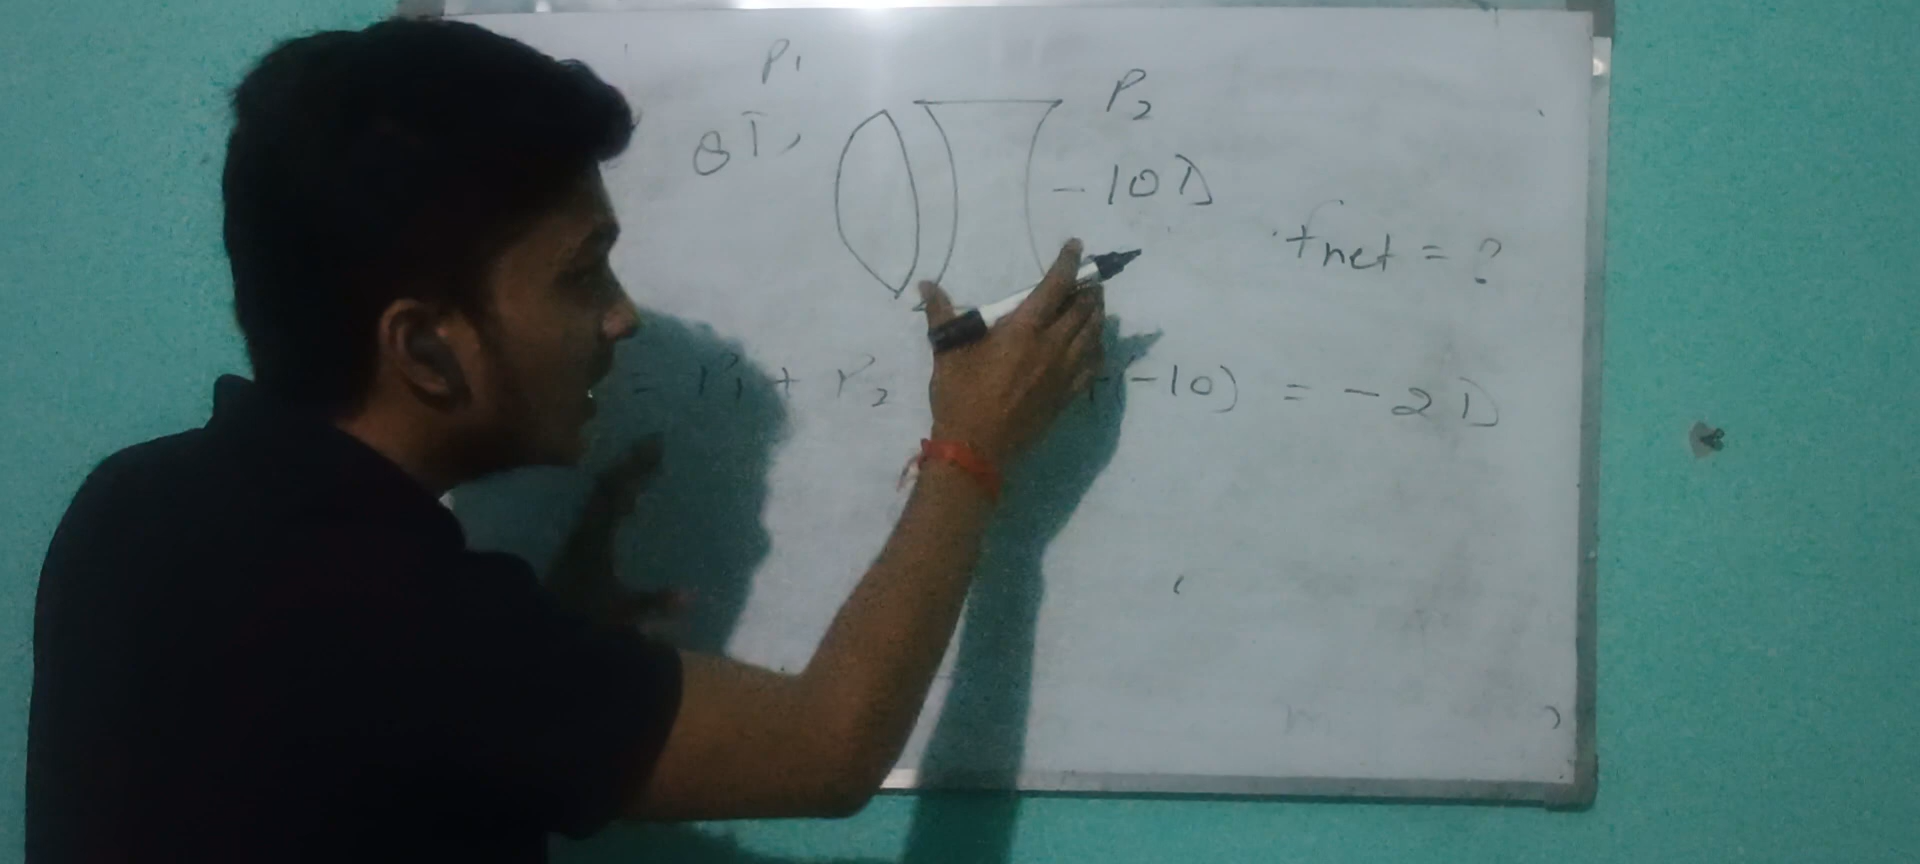 P₁
8D
P₂
-10D
fnet = ?
= P₁ + P₂ +(-10) = -2D